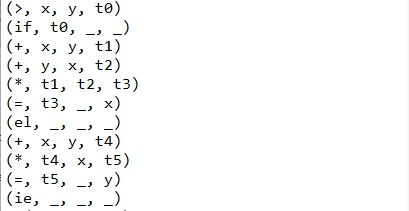 (>, x, y, t0)
(if, t0, _, _)
(+, x, y, t1)
(+, y, x, t2)
(*, t1, t2, t3)
(=, t3, _, x)
(el, _, _, _)
(+, x, y, t4)
(*, t4, x, t5)
(=, t5, _, y)
(ie, _, _, _)